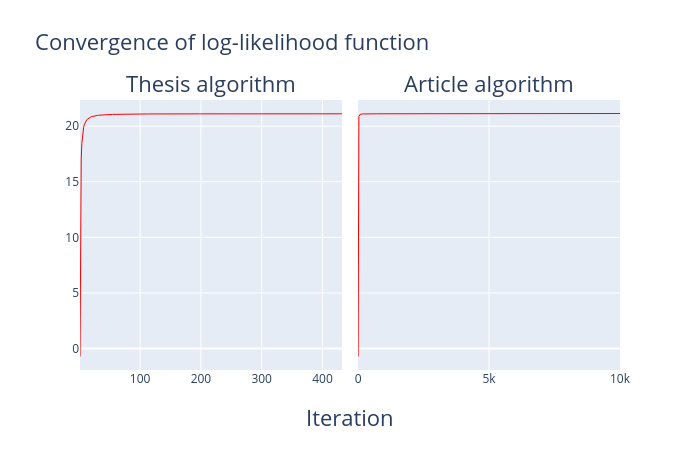 Convergence of log-likelihood function
Thesis algorithm
Article algorithm
20
15
10
5
0
100 200 300 400
0 5k 10k
Iteration